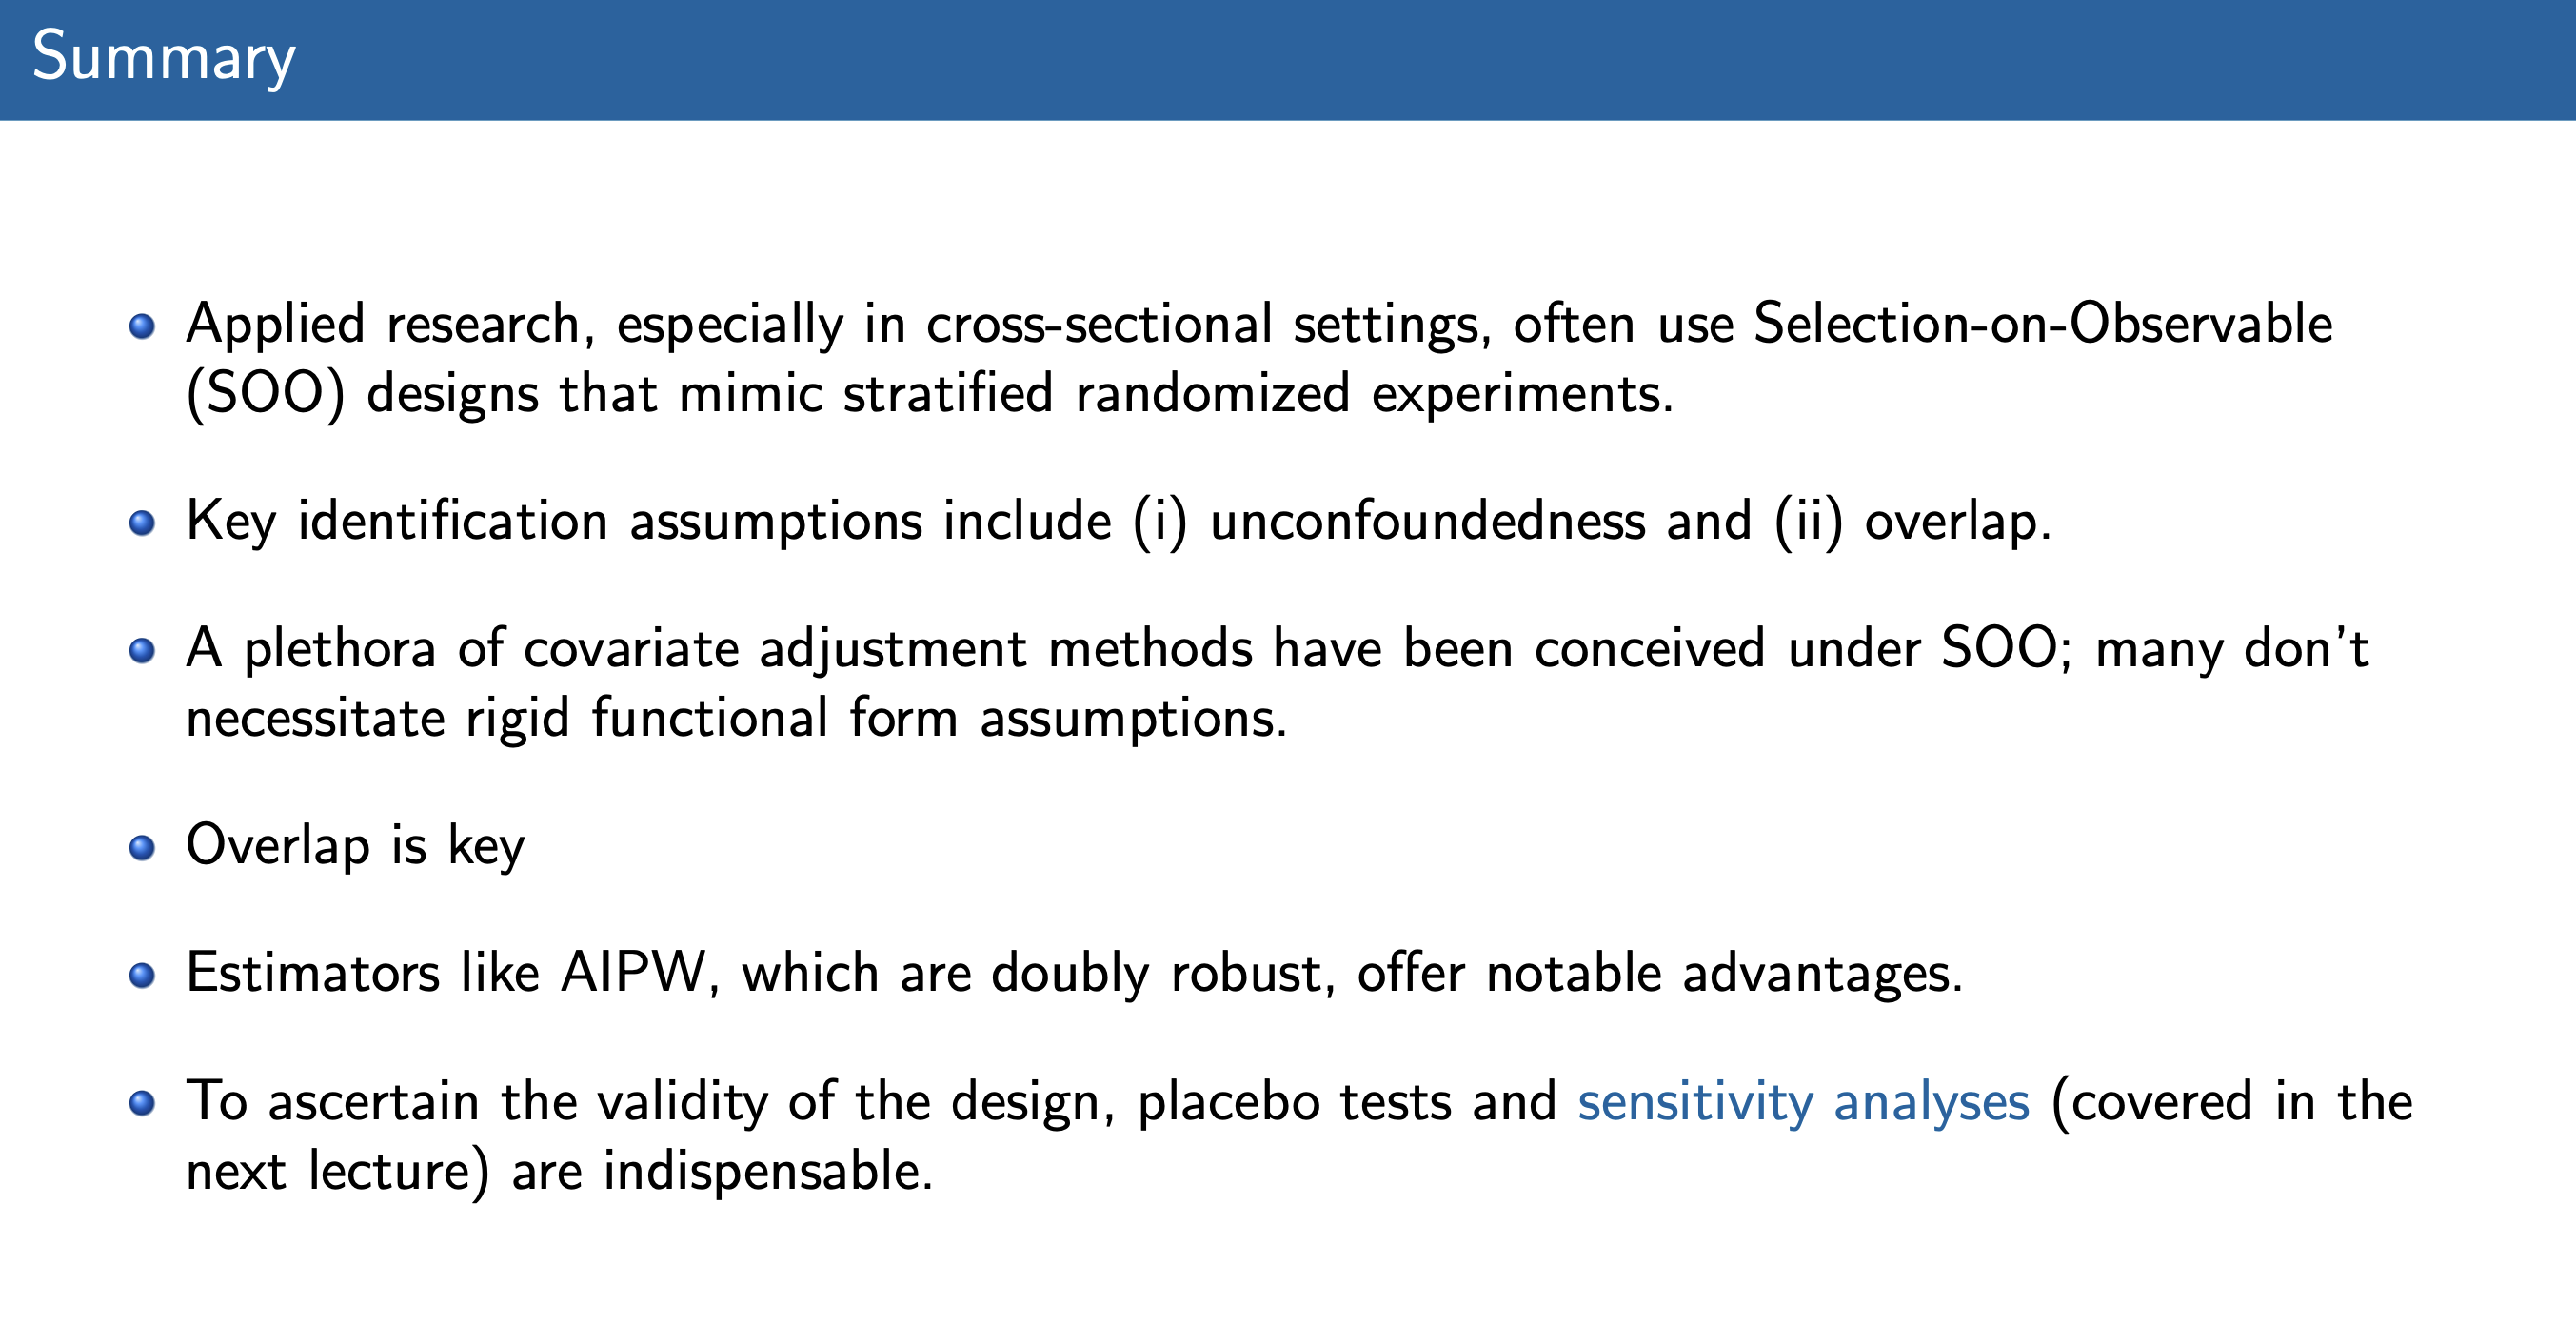 Summary
Applied research, especially in cross-sectional settings, often use Selection-on-Observable
(SOO) designs that mimic stratified randomized experiments.
Key identification assumptions include (i) unconfoundedness and (ii) overlap.
A plethora of covariate adjustment methods have been conceived under SOO; many don't
necessitate rigid functional form assumptions.
Overlap is key
Estimators like AIPW, which are doubly robust, offer notable advantages.
To ascertain the validity of the design, placebo tests and sensitivity analyses (covered in the
next lecture) are indispensable.